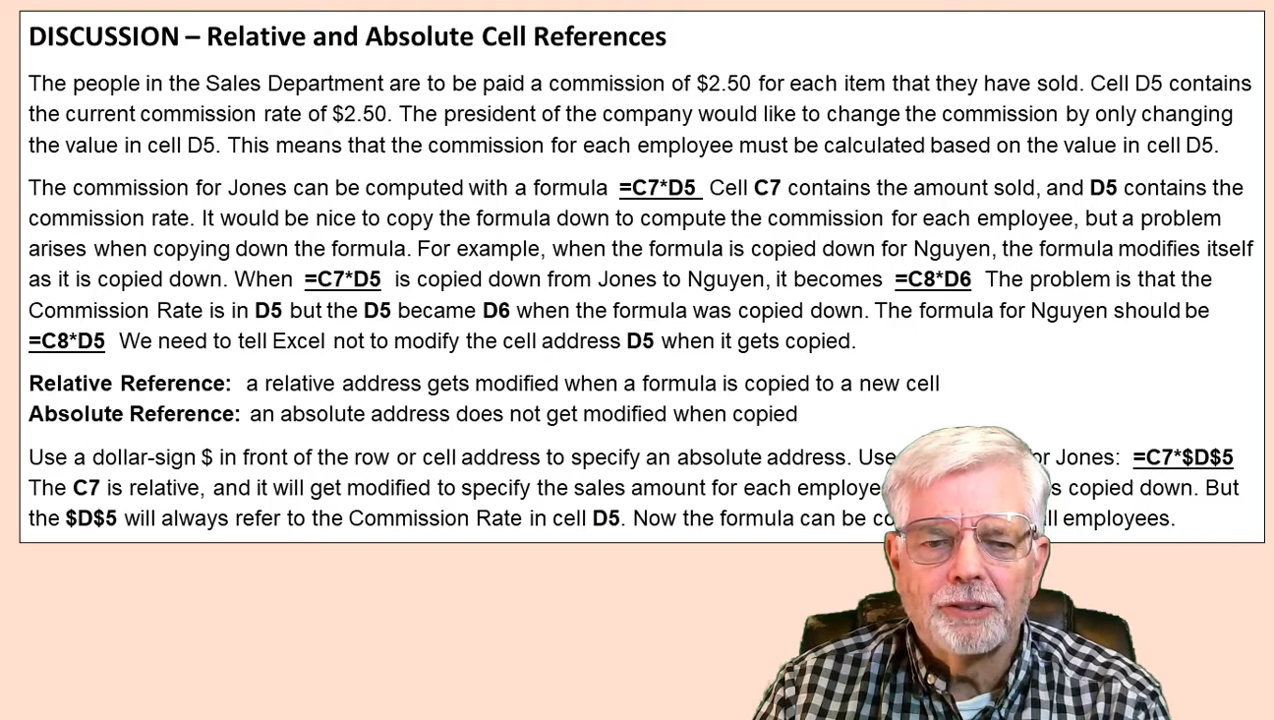 DISCUSSION – Relative and Absolute Cell References
The people in the Sales Department are to be paid a commission of $2.50 for each item that they have sold. Cell D5 contains
the current commission rate of $2.50. The president of the company would like to change the commission by only changing
the value in cell D5. This means that the commission for each employee must be calculated based on the value in cell D5.
The commission for Jones can be computed with a formula =C7*D5 Cell C7 contains the amount sold, and D5 contains the
commission rate. It would be nice to copy the formula down to compute the commission for each employee, but a problem
arises when copying down the formula. For example, when the formula is copied down for Nguyen, the formula modifies itself
as it is copied down. When =C7*D5 is copied down from Jones to Nguyen, it becomes =C8*D6 The problem is that the
Commission Rate is in D5 but the D5 became D6 when the formula was copied down. The formula for Nguyen should be
=C8*D5 We need to tell Excel not to modify the cell address D5 when it gets copied.
Relative Reference: a relative address gets modified when a formula is copied to a new cell
Absolute Reference: an absolute address does not get modified when copied
Use a dollar-sign $ in front of the row or cell address to specify an absolute address. Use Jones: =C7*$D$5
The C7 is relative, and it will get modified to specify the sales amount for each copied down. But
the $D$5 will always refer to the Commission Rate in cell D5. Now the formula can be employees.